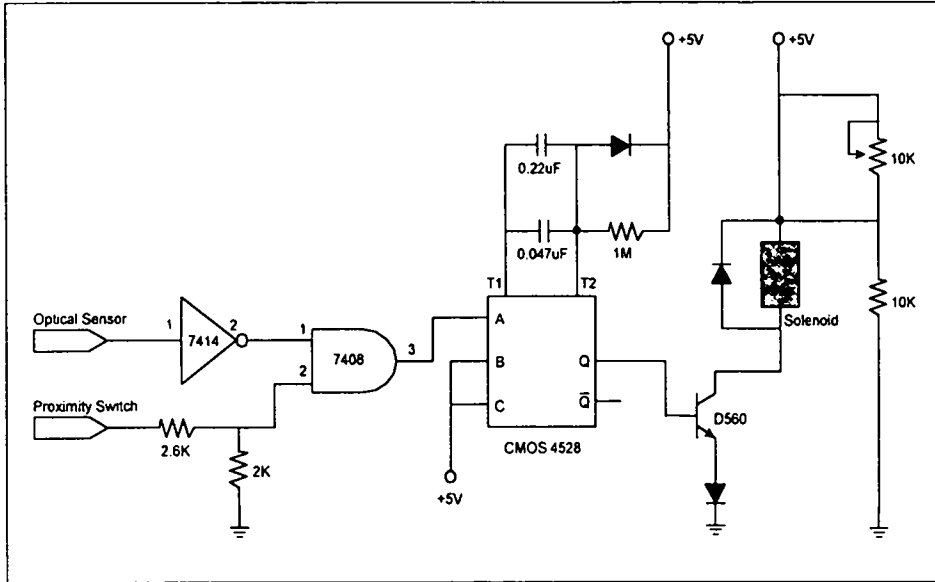 +5V
+5V
0.22uF
10K
0.047uF
1M
T1
T2
Solenoid
10K
Optical Sensor
1
7414
2
1
7408
3
2
A
B
C
Q
Q̅
D560
Proximity Switch
2.6K
2K
CMOS 4528
+5V